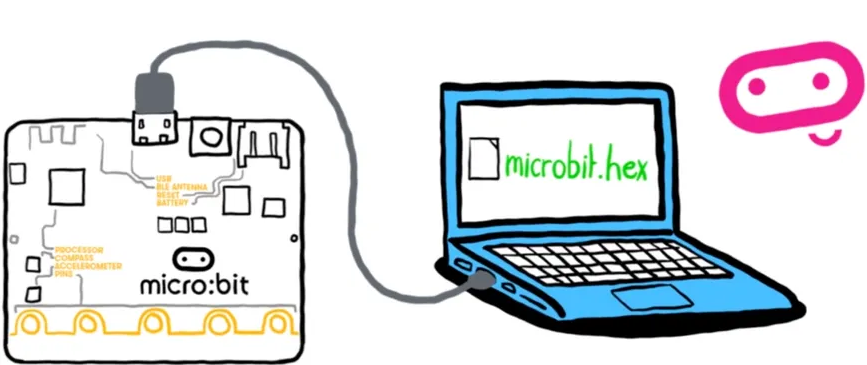 USB
BLE ANTENNA
RESET
BATTERY
PROCESSOR
COMPASS
ACCELEROMETER
PINS
micro:bit
microbit.hex